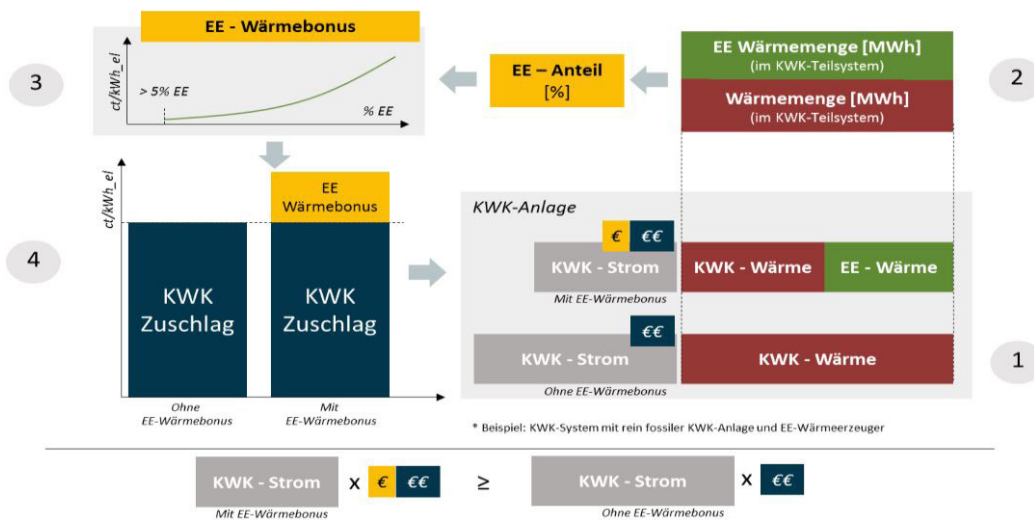 EE - Wärmebonus
3
ct/kWh_el
> 5% EE
% EE
EE – Anteil
[%]
EE Wärmemenge [MWh]
(im KWK-Teilsystem)
Wärmemenge [MWh]
(im KWK-Teilsystem)
2
4
ct/kWh_el
EE
Wärmebonus
KWK
Zuschlag
KWK
Zuschlag
Ohne
EE-Wärmebonus
Mit
EE-Wärmebonus
KWK-Anlage
€ €€
KWK - Strom
KWK - Wärme
EE - Wärme
Mit EE-Wärmebonus
€€
KWK - Strom
KWK - Wärme
Ohne EE-Wärmebonus
1
* Beispiel: KWK-System mit rein fossiler KWK-Anlage und EE-Wärmeerzeuger
KWK - Strom x € €€ ≥ KWK - Strom x €€
Mit EE-Wärmebonus
Ohne EE-Wärmebonus